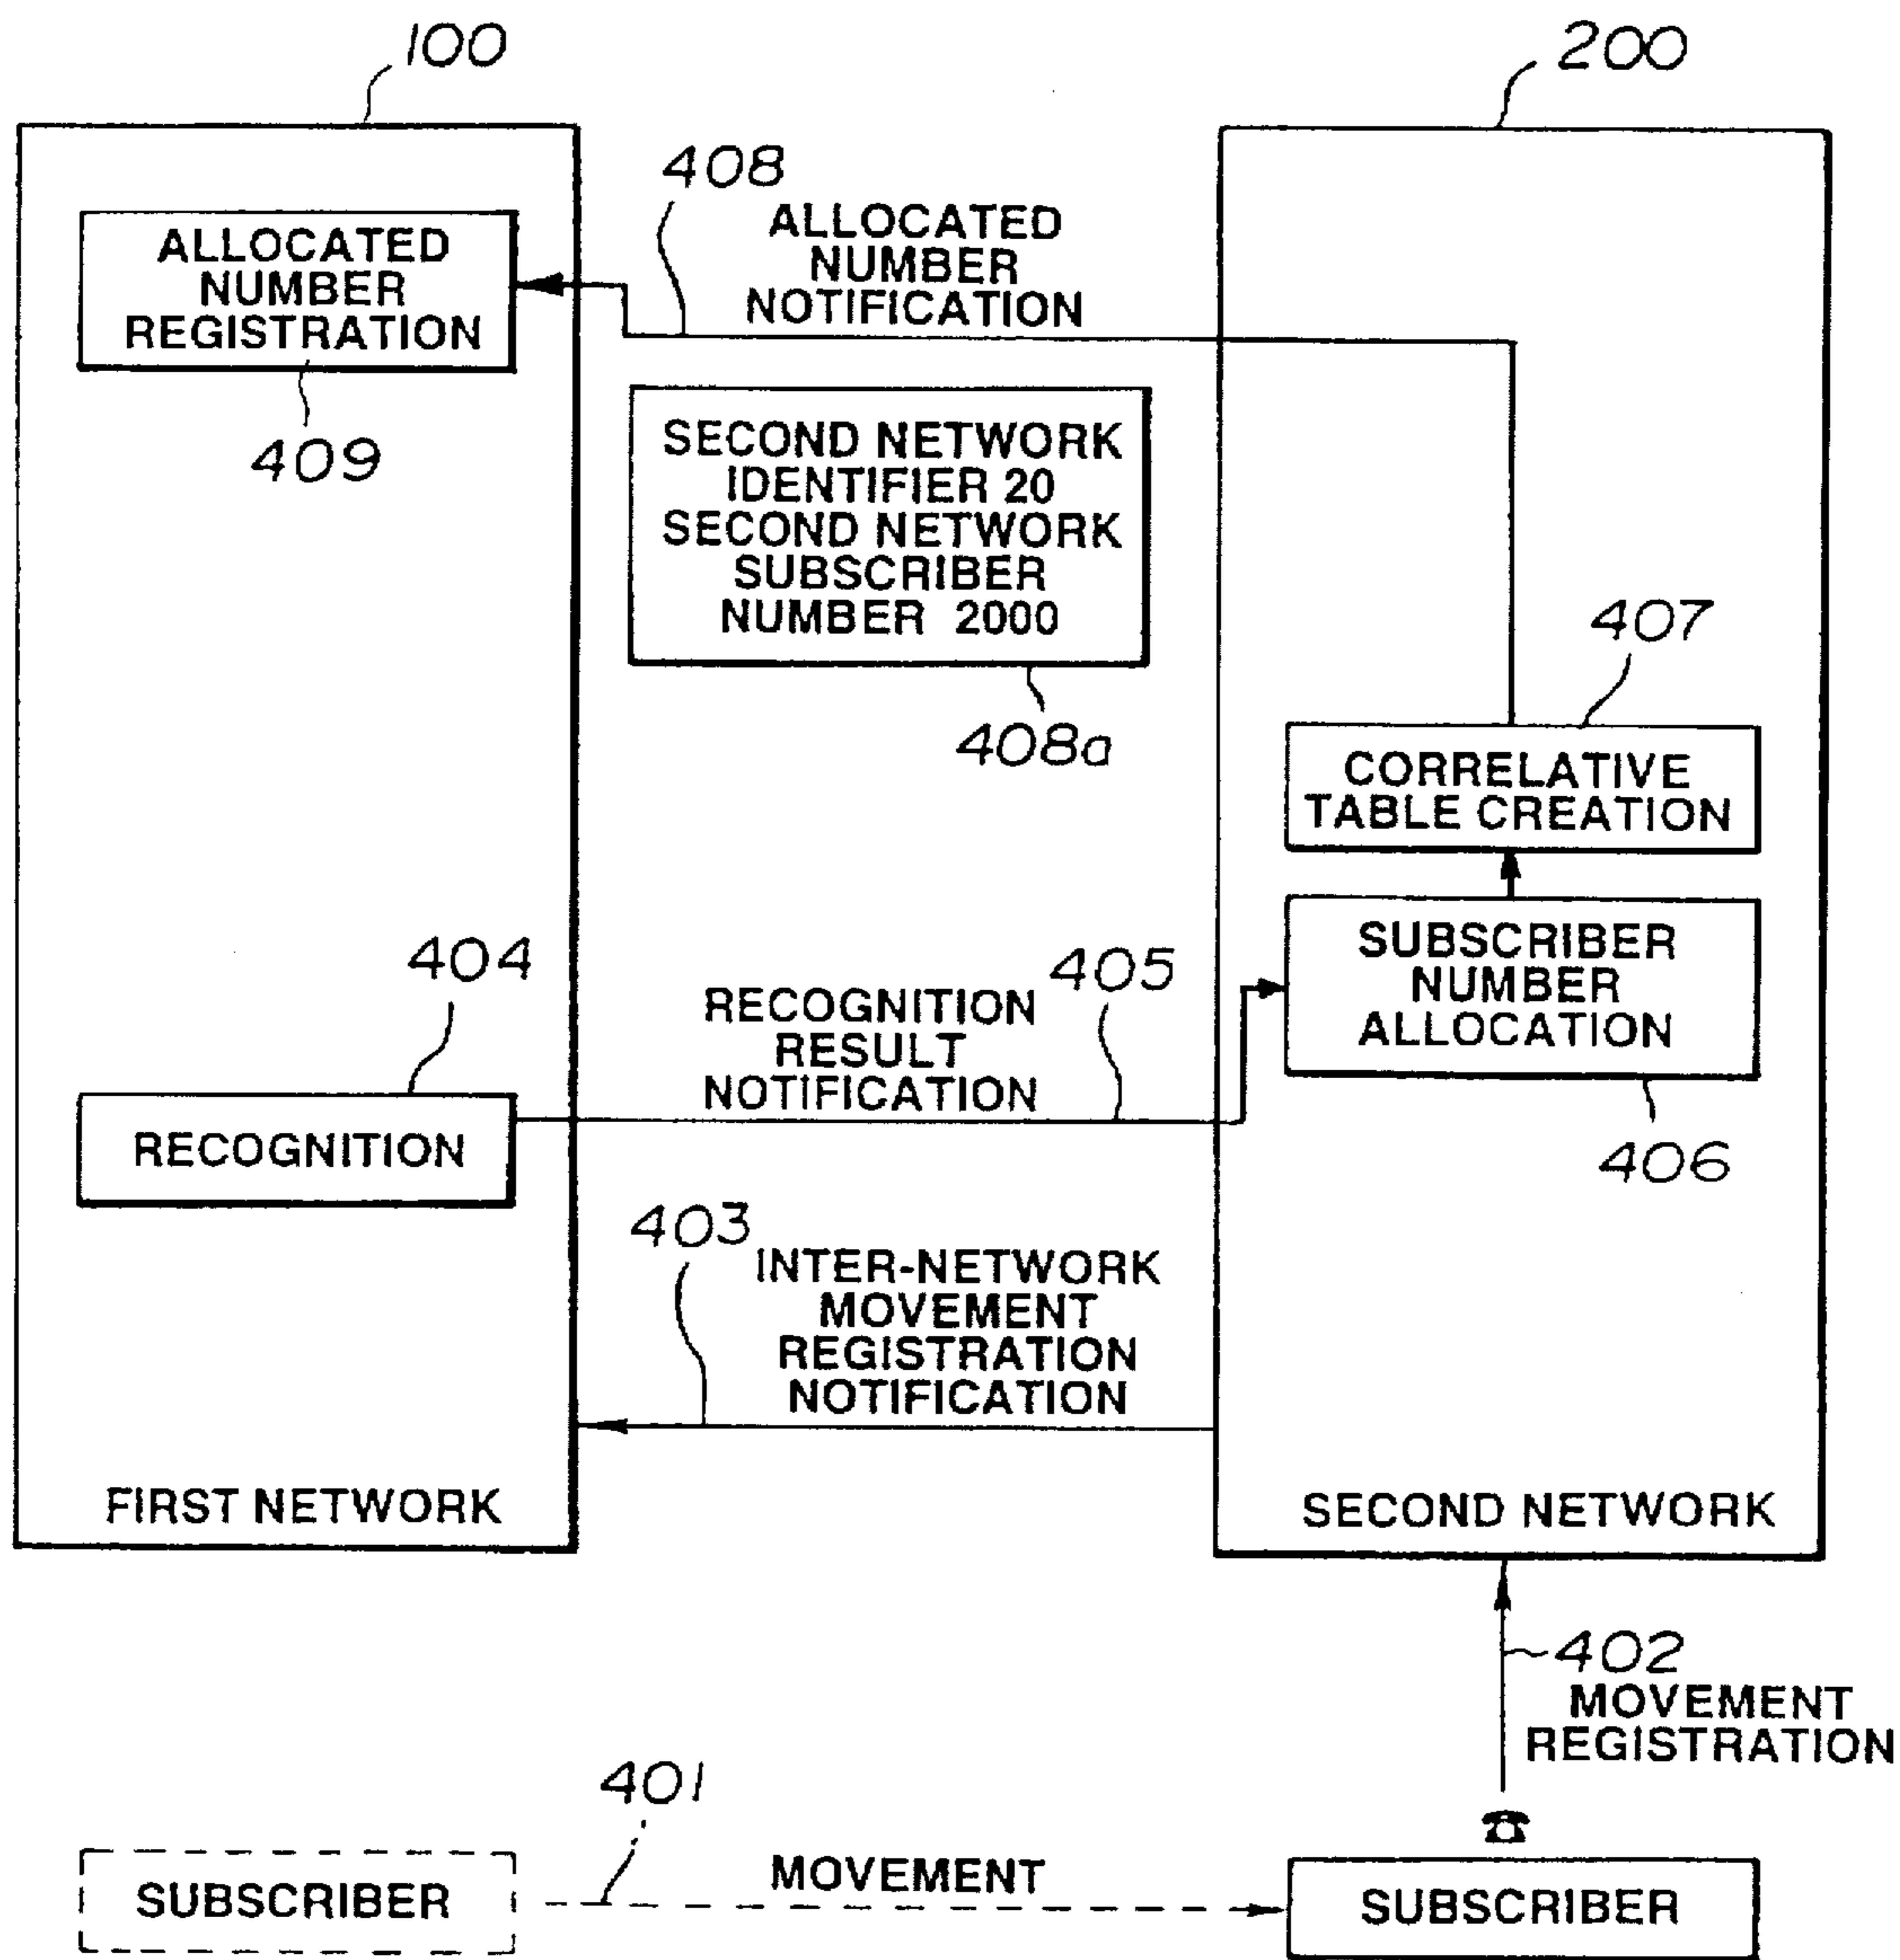 100
200
408
ALLOCATED
NUMBER
NOTIFICATION
ALLOCATED
NUMBER
REGISTRATION
409
SECOND NETWORK
IDENTIFIER 20
SECOND NETWORK
SUBSCRIBER
NUMBER 2000
408a
407
CORRELATIVE
TABLE CREATION
SUBSCRIBER
NUMBER
ALLOCATION
406
404
RECOGNITION
RECOGNITION
RESULT
NOTIFICATION
405
403
INTER-NETWORK
MOVEMENT
REGISTRATION
NOTIFICATION
FIRST NETWORK
SECOND NETWORK
402
MOVEMENT
REGISTRATION
401
SUBSCRIBER
MOVEMENT
SUBSCRIBER